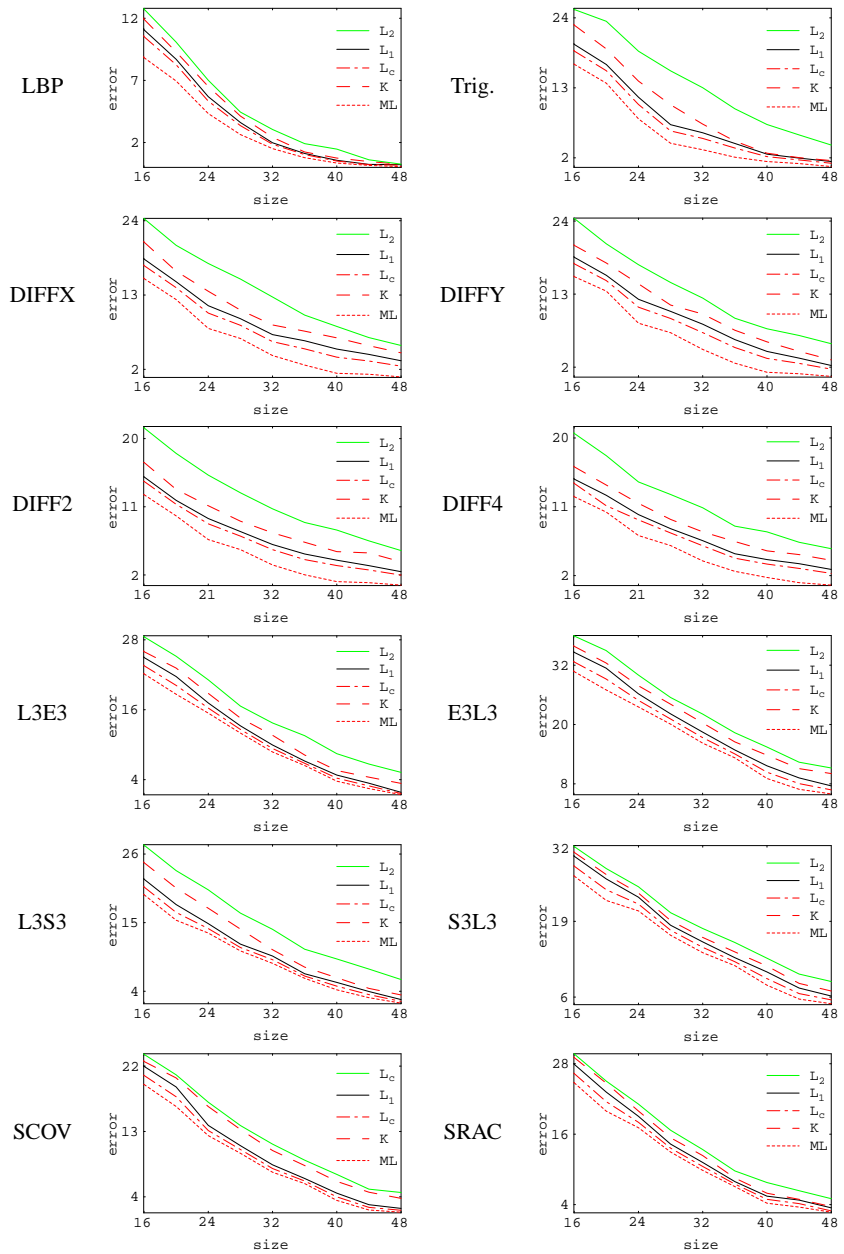 LBP
error
12
7
2
16 24 32 40 48
size
L2
L1
Lc
K
ML
Trig.
error
24
13
2
16 24 32 40 48
size
L2
L1
Lc
K
ML
DIFFX
error
24
13
2
16 24 32 40 48
size
L2
L1
Lc
K
ML
DIFFY
error
24
13
2
16 24 32 40 48
size
L2
L1
Lc
K
ML
DIFF2
error
20
11
2
16 21 32 40 48
size
L2
L1
Lc
K
ML
DIFF4
error
20
11
2
16 21 32 40 48
size
L2
L1
Lc
K
ML
L3E3
error
28
16
4
16 24 32 40 48
size
L2
L1
Lc
K
ML
E3L3
error
32
20
8
16 24 32 40 48
size
L2
L1
Lc
K
ML
L3S3
error
26
15
4
16 24 32 40 48
size
L2
L1
Lc
K
ML
S3L3
error
32
19
6
16 24 32 40 48
size
L2
L1
Lc
K
ML
SCOV
error
22
13
4
16 24 32 40 48
size
Lc
L1
Lc
K
ML
SRAC
error
28
16
4
16 24 32 40 48
size
L2
L1
Lc
K
ML